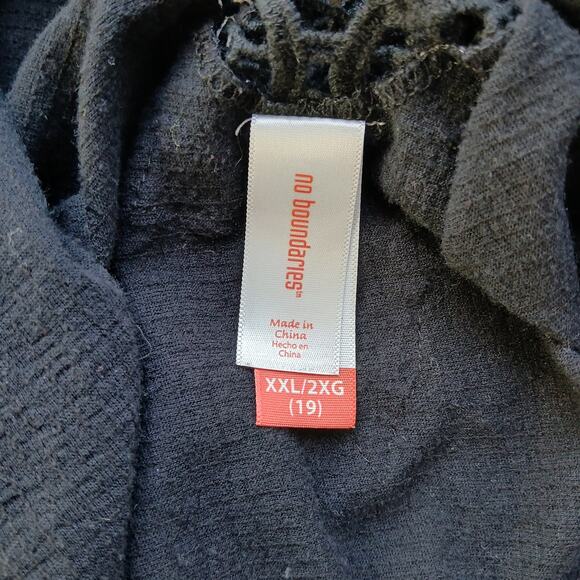 no boundaries™
Made in
China
Hecho en
China
XXL/2XG
(19)